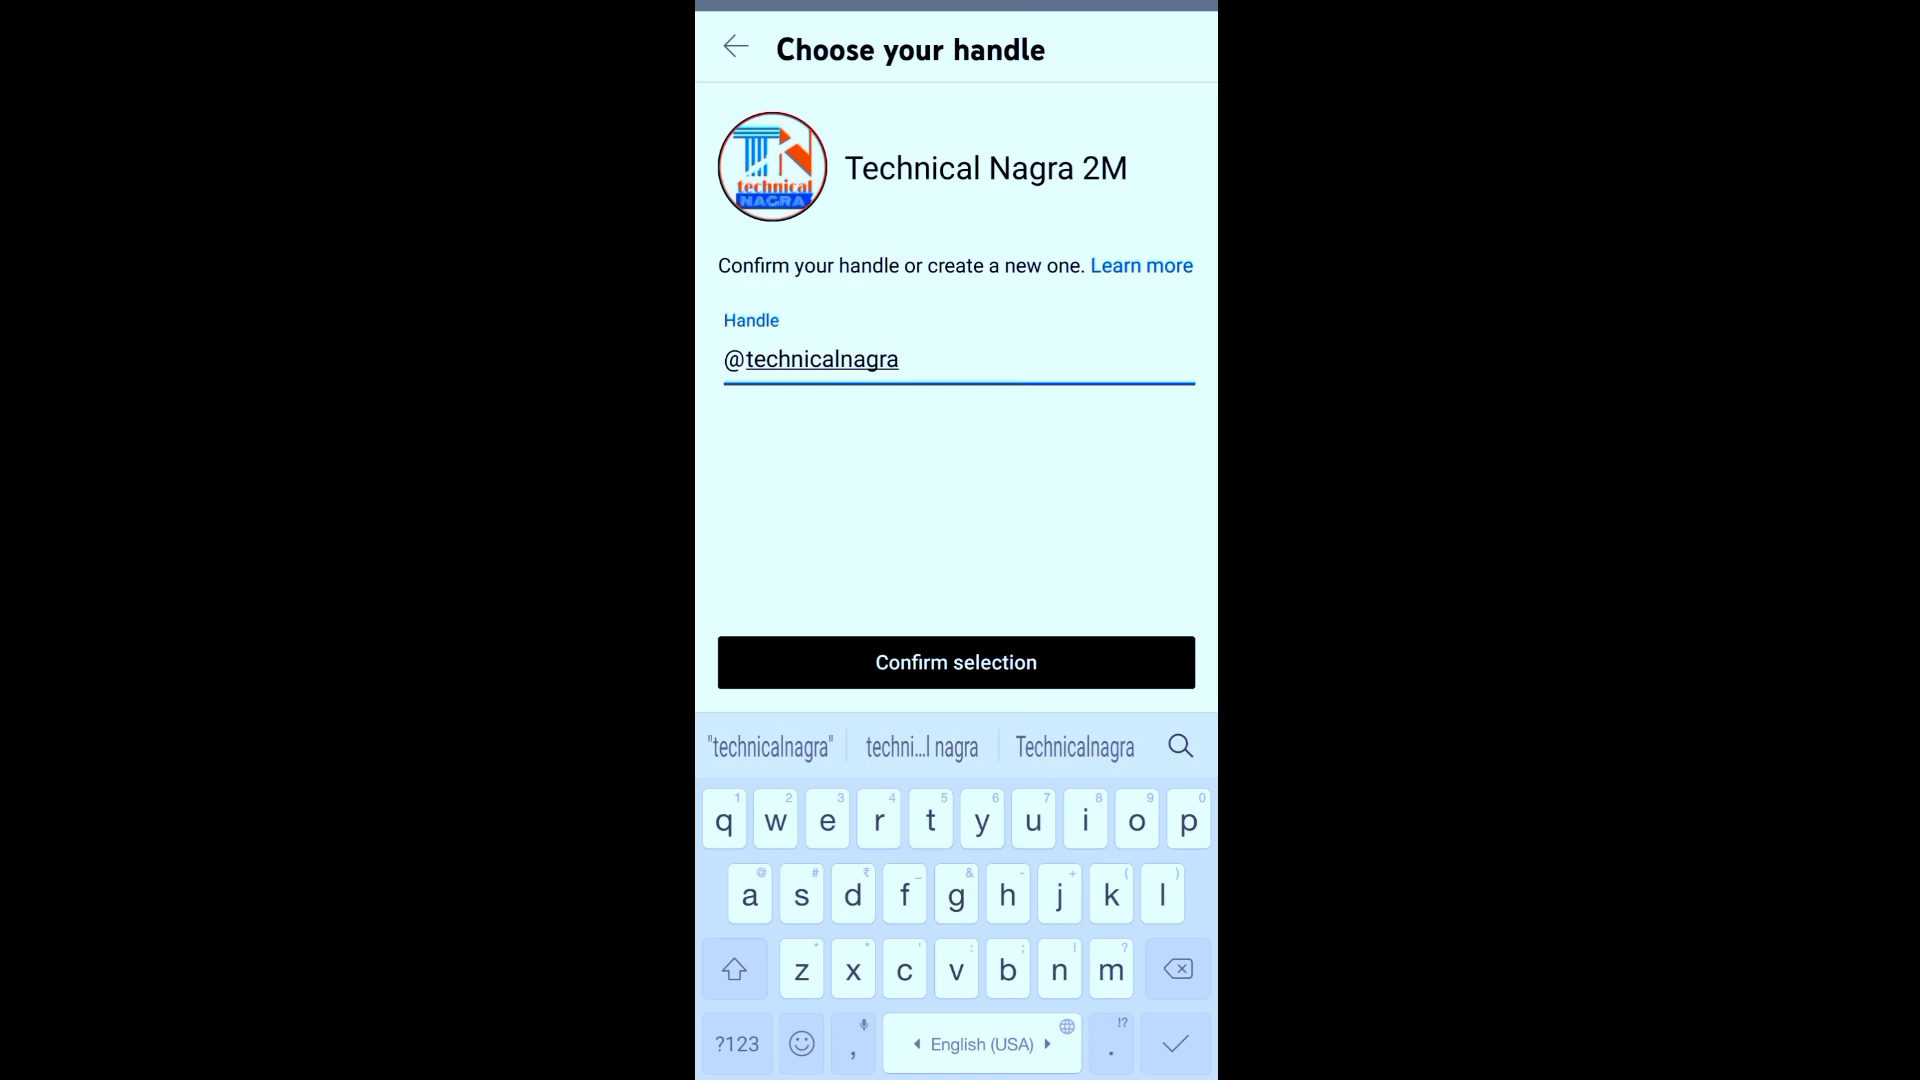 Choose your handle
technical
NAGRA
Technical Nagra 2M
Confirm your handle or create a new one. Learn more
Handle
@technicalnagra
Confirm selection
"technicalnagra" techni...l nagra Technicalnagra
1 2 3 4 5 6 7 8 9 0
q w e r t y u i o p
@ # ₹ _ & - + ( )
a s d f g h j k l
* " ' : ; ! ?
z x c v b n m
!?
?123 , English (USA) .